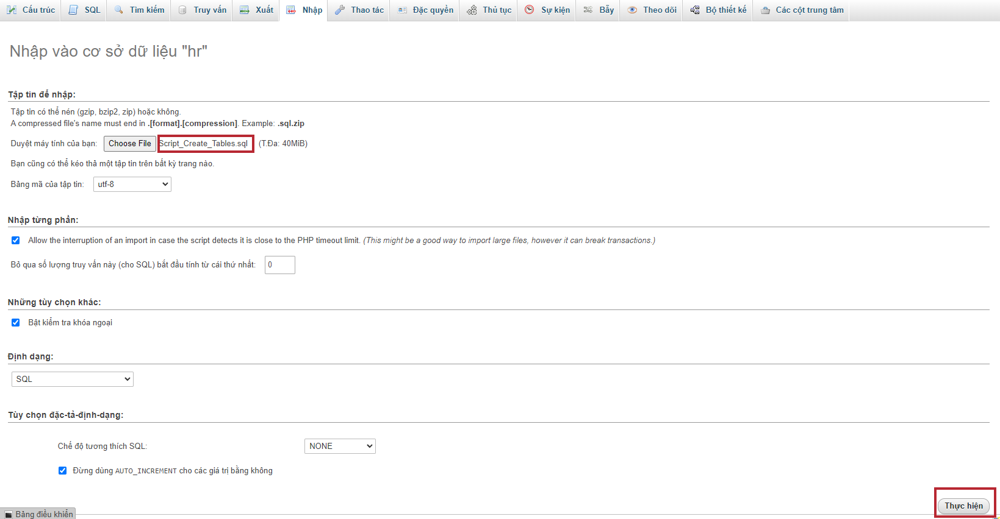 Cấu trúc SQL Tìm kiếm Truy vấn Xuất Nhập Thao tác Đặc quyền Thủ tục Sự kiện Bẫy Theo dõi Bộ thiết kế Các cột trung tâm
Nhập vào cơ sở dữ liệu "hr"
Tập tin để nhập:
Tập tin có thể nén (gzip, bzip2, zip) hoặc không.
A compressed file's name must end in .[format].[compression]. Example: .sql.zip
Duyệt máy tính của bạn: Choose File Script_Create_Tables.sql (T.Đa: 40MiB)
Bạn cũng có thể kéo thả một tập tin trên bất kỳ trang nào.
Bảng mã của tập tin: utf-8
Nhập từng phần:
Allow the interruption of an import in case the script detects it is close to the PHP timeout limit. (This might be a good way to import large files, however it can break transactions.)
Bỏ qua số lượng truy vấn này (cho SQL) bắt đầu tính từ cái thứ nhất: 0
Những tùy chọn khác:
Bật kiểm tra khóa ngoại
Định dạng:
SQL
Tùy chọn đặc-tả-định-dạng:
Chế độ tương thích SQL: NONE
Đừng dùng AUTO_INCREMENT cho các giá trị bằng không
Thực hiện
Bảng điều khiển